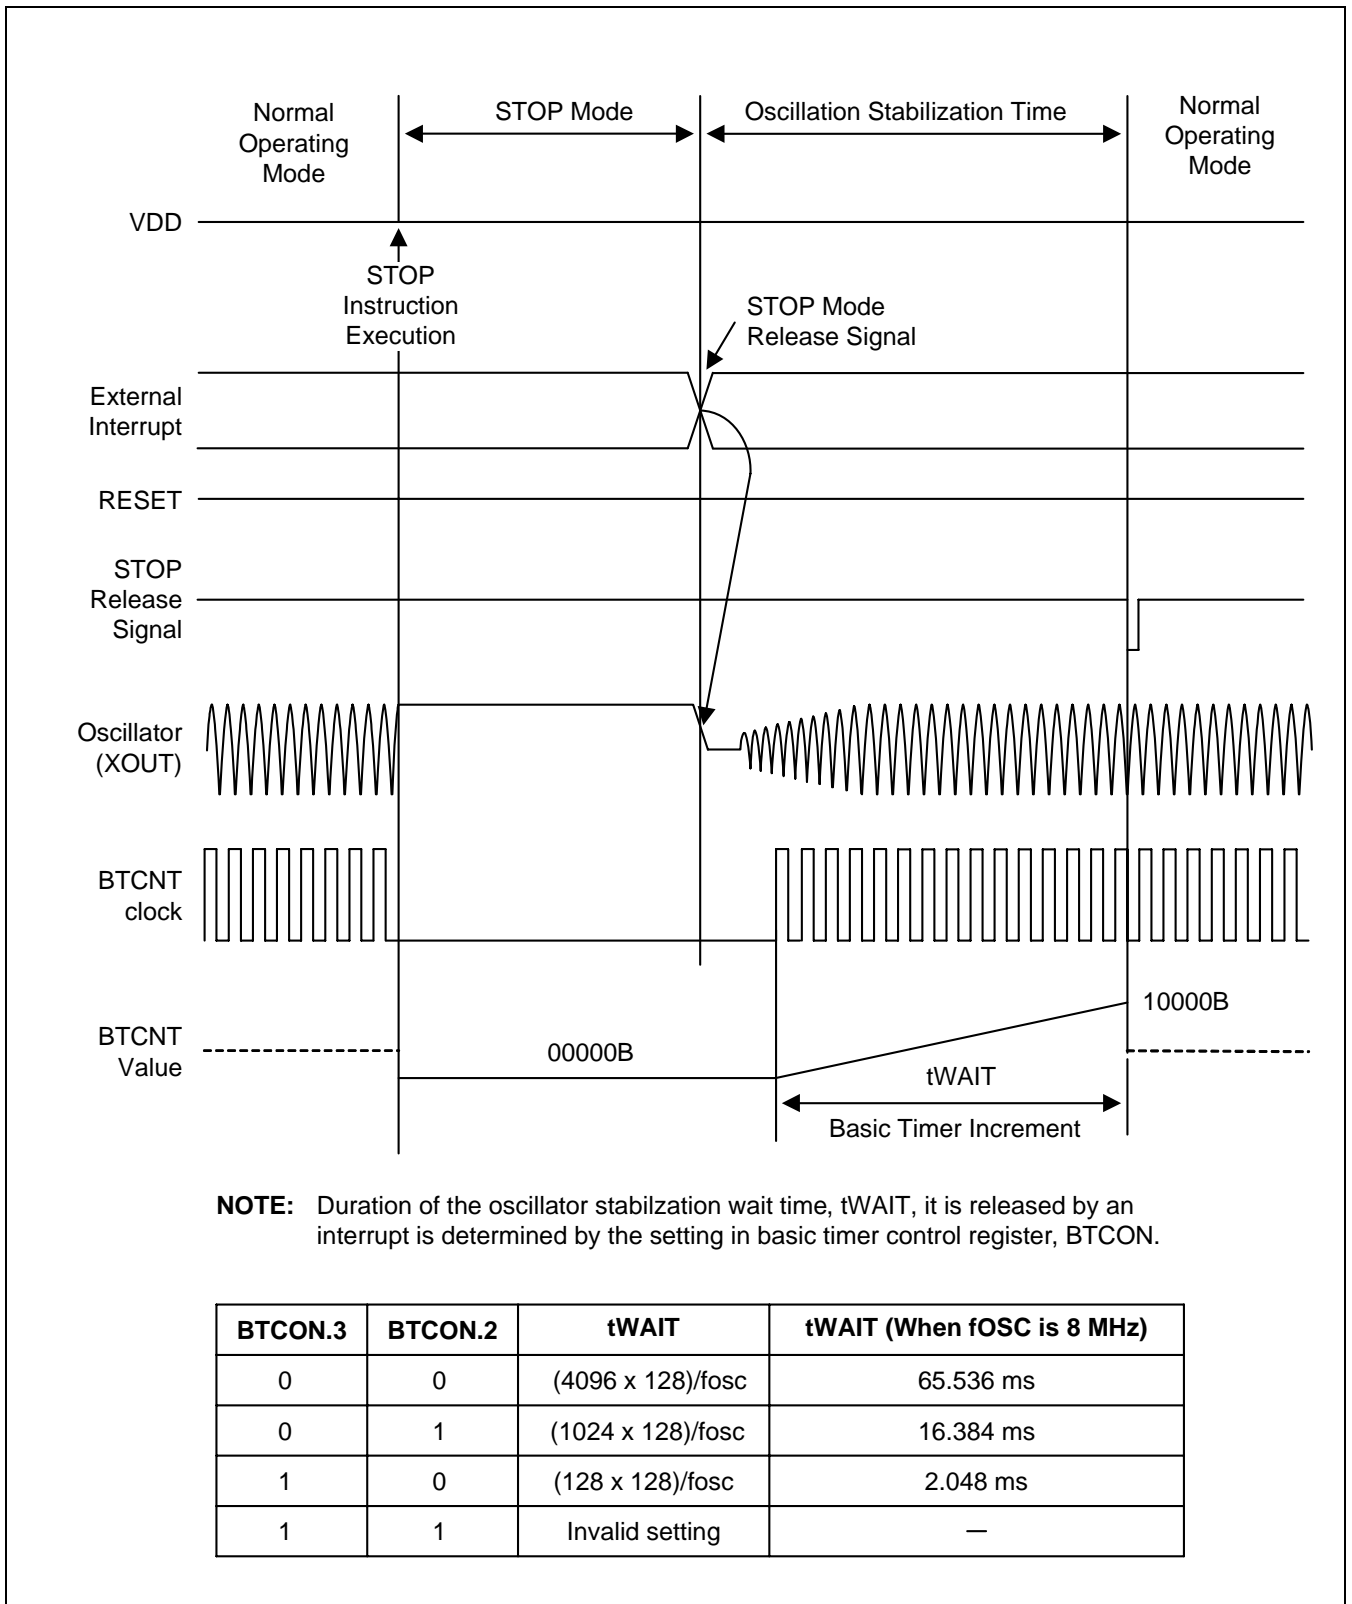 Normal
Operating
Mode
STOP Mode
Oscillation Stabilization Time
Normal
Operating
Mode
VDD
STOP
Instruction
Execution
STOP Mode
Release Signal
External
Interrupt
RESET
STOP
Release
Signal
Oscillator
(XOUT)
BTCNT
clock
10000B
BTCNT
Value
00000B
tWAIT
Basic Timer Increment
NOTE: Duration of the oscillator stabilzation wait time, tWAIT, it is released by an
interrupt is determined by the setting in basic timer control register, BTCON.
BTCON.3 BTCON.2 tWAIT tWAIT (When fOSC is 8 MHz)
0 0 (4096 x 128)/fosc 65.536 ms
0 1 (1024 x 128)/fosc 16.384 ms
1 0 (128 x 128)/fosc 2.048 ms
1 1 Invalid setting –